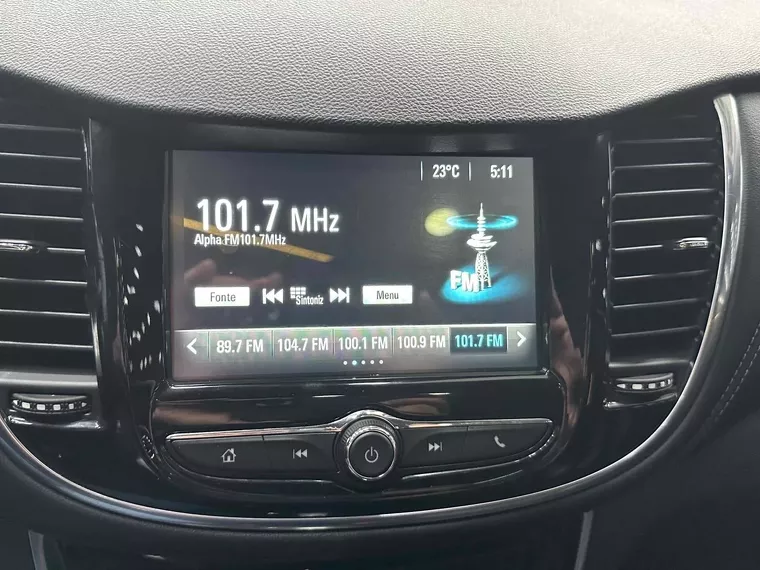 23°C 5:11
101.7 MHz
Alpha FM101.7MHz
FM
Fonte Sintoniz Menu
89.7 FM 104.7 FM 100.1 FM 100.9 FM 101.7 FM